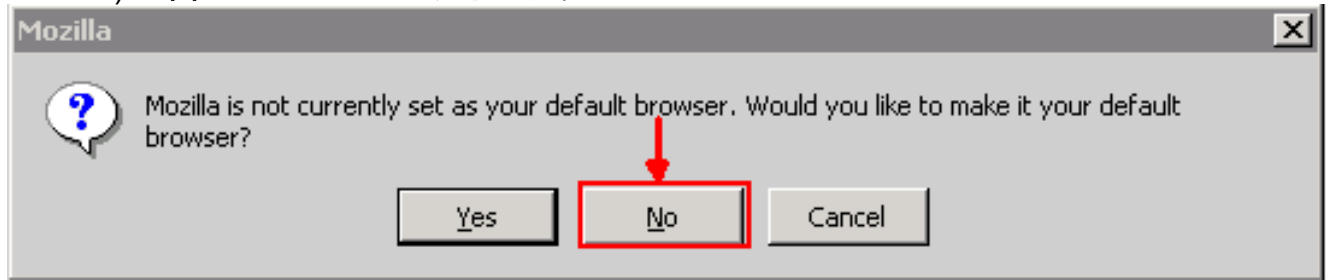 Mozilla
Mozilla is not currently set as your default browser. Would you like to make it your default
browser?
Yes
No
Cancel